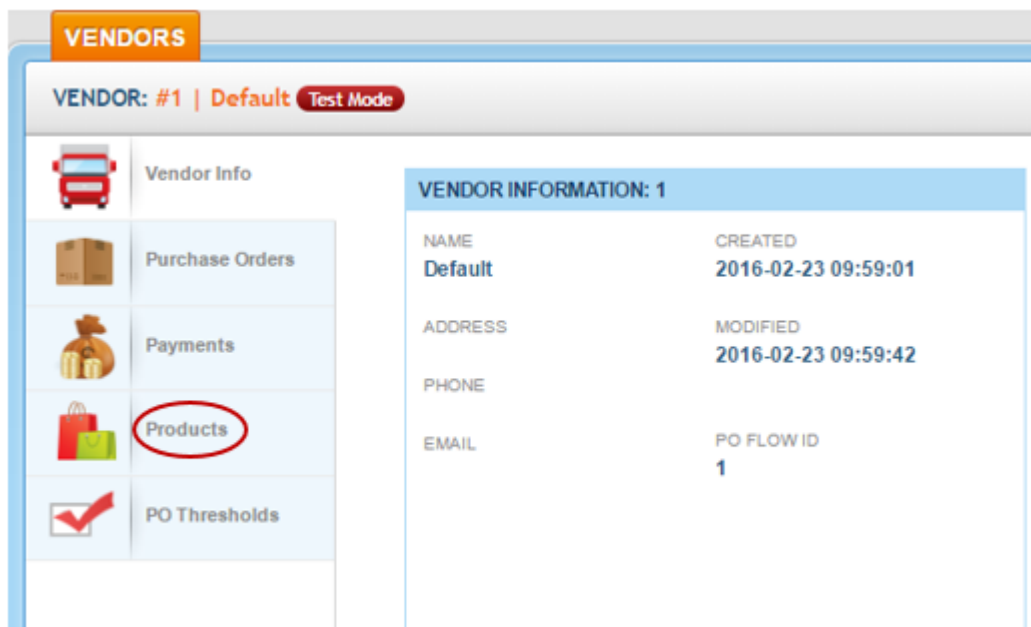 VENDORS
VENDOR: #1 | Default Test Mode
Vendor Info
Purchase Orders
Payments
Products
PO Thresholds
VENDOR INFORMATION: 1
NAME
Default
CREATED
2016-02-23 09:59:01
ADDRESS
MODIFIED
2016-02-23 09:59:42
PHONE
EMAIL
PO FLOW ID
1